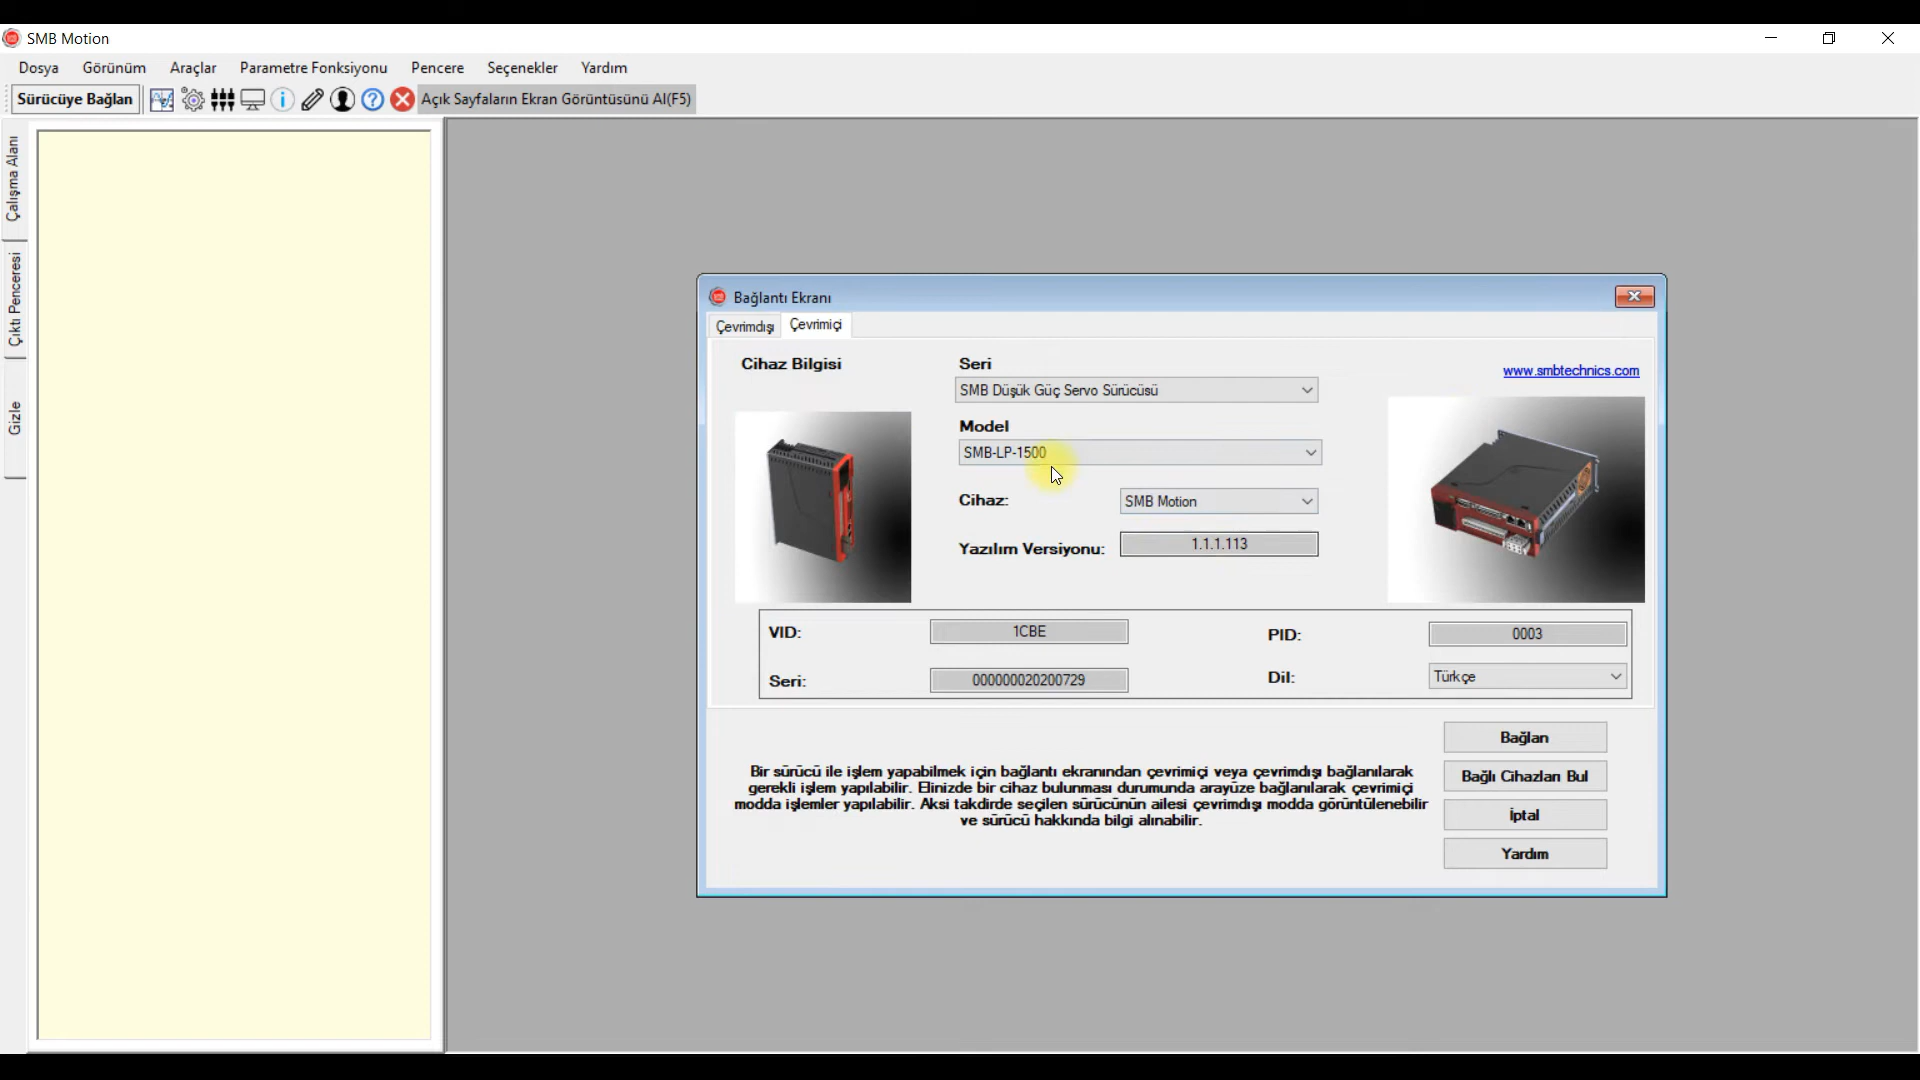 SMB Motion
Dosya Görünüm Araçlar Parametre Fonksiyonu Pencere Seçenekler Yardım
Sürücüye Bağlan Açık Sayfaların Ekran Görüntüsünü Al(F5)
Çalışma Alanı
Çıktı Penceresi
Gizle
Bağlantı Ekranı
Çevrimdışı Çevrimiçi
Cihaz Bilgisi
Seri
www.smbtechnics.com
SMB Düşük Güç Servo Sürücüsü
Model
SMB-LP-1500
Cihaz: SMB Motion
Yazılım Versiyonu: 1.1.1.113
VID: 1CBE PID: 0003
Seri: 000000020200729 Dil: Türkçe
Bağlan
Bağlı Cihazları Bul
İptal
Yardım
Bir sürücü ile işlem yapabilmek için bağlantı ekranından çevrimiçi veya çevrimdışı bağlanılarak
gerekli işlem yapılabilir. Elinizde bir cihaz bulunması durumunda arayüze bağlanılarak çevrimiçi
modda işlemler yapılabilir. Aksi takdirde seçilen sürücünün ailesi çevrimdışı modda görüntülenebilir
ve sürücü hakkında bilgi alınabilir.